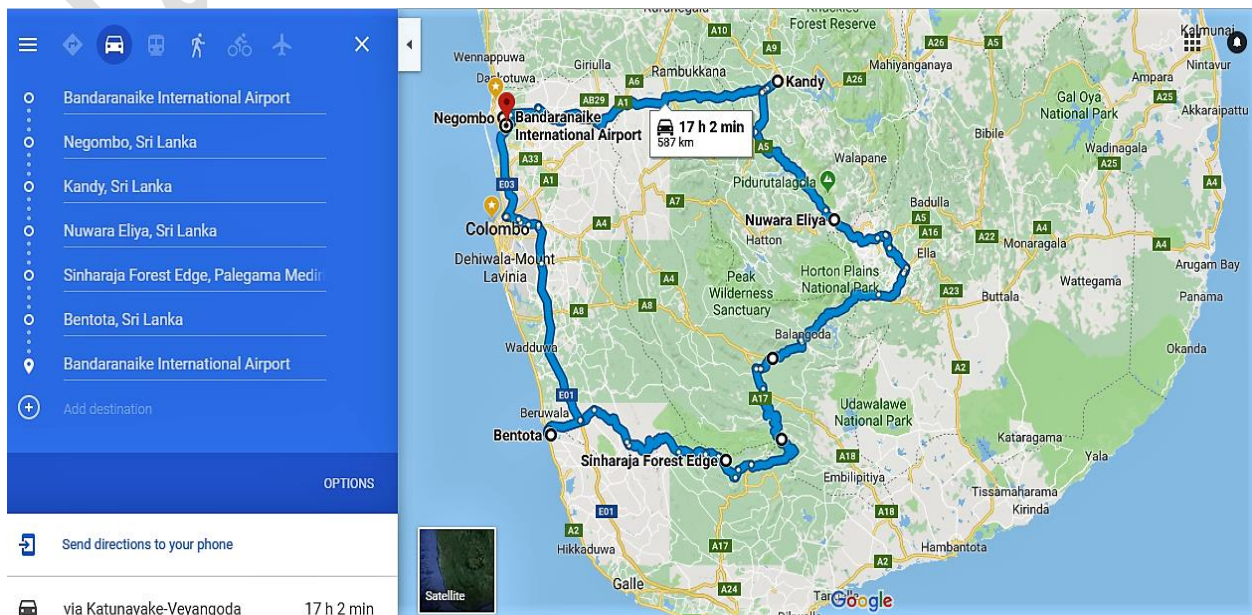 Bandaranaike International Airport
Negombo, Sri Lanka
Kandy, Sri Lanka
Nuwara Eliya, Sri Lanka
Sinharaja Forest Edge, Palegama Mediri
Bentota, Sri Lanka
Bandaranaike International Airport
Add destination
OPTIONS
Send directions to your phone
via Katunayake-Veyangoda 17 h 2 min
A10
Forest Reserve
A9
A26
A5
Kalmunai
Wennappuwa
Giriulla
A6
Rambukkana
Kandy
A26
Mahiyanganaya
Nintavur
Dankotuwa
Ampara
AB29
A1
Gal Oya
National Park
A25
Akkaraipattu
Negombo
Bandaranaike
International Airport
17 h 2 min
587 km
A5
Bibile
Wadinagala
A25
A33
Walapane
E03
A1
Pidurutalagola
A4
A7
Badulla
Colombo
A4
Nuwara Eliya
A5
A16
A22
A4
Monaragala
A4
Hatton
Ella
Dehiwala-Mount
Lavinia
A4
Peak
Wilderness
Sanctuary
Horton Plains
National Park
A23
Buttala
Wattegama
Arugam Bay
Panama
A8
A8
Balangoda
Wadduwa
Okanda
E01
A17
Udawalawe
National Park
Beruwala
Bentota
Kataragama
Sinharaja Forest Edge
A18
Yala
Embilipitiya
Tissamaharama
E01
A18
Kirinda
A2
A17
Hambantota
Hikkaduwa
A2
Galle
A24
Satellite
Google